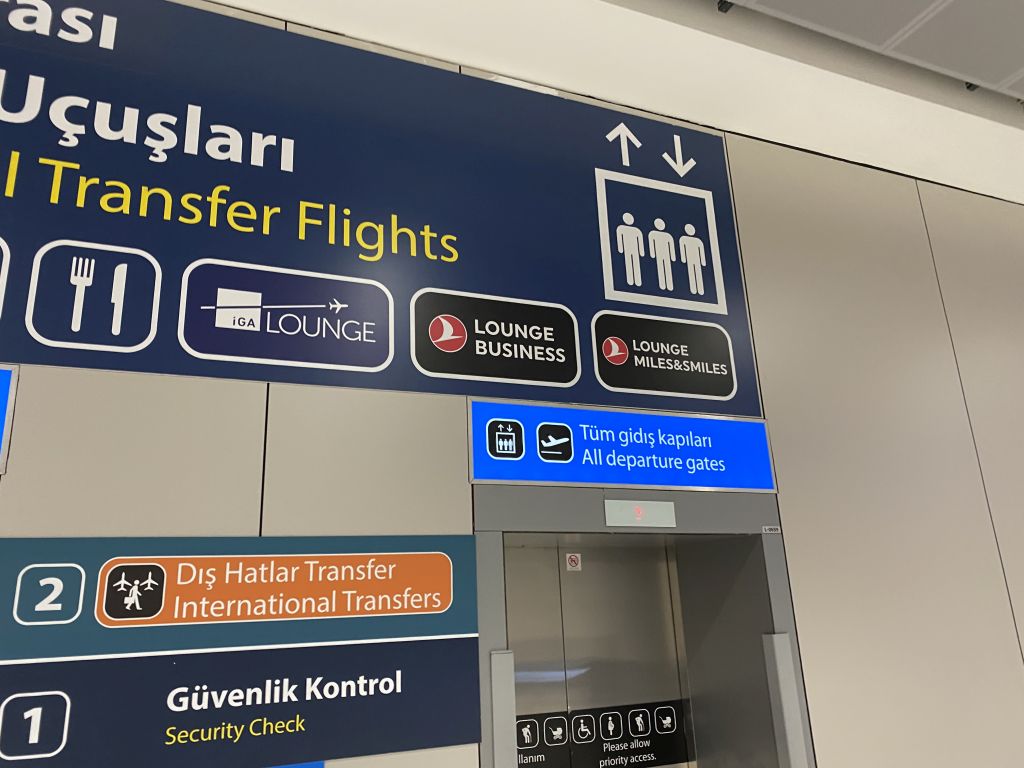 ası
Uçuşları
l Transfer Flights
iGA LOUNGE
LOUNGE
BUSINESS
LOUNGE
MILES&SMILES
Tüm gidiş kapıları
All departure gates
2
Dış Hatlar Transfer
International Transfers
1
Güvenlik Kontrol
Security Check
llanım
Please allow
priority access.